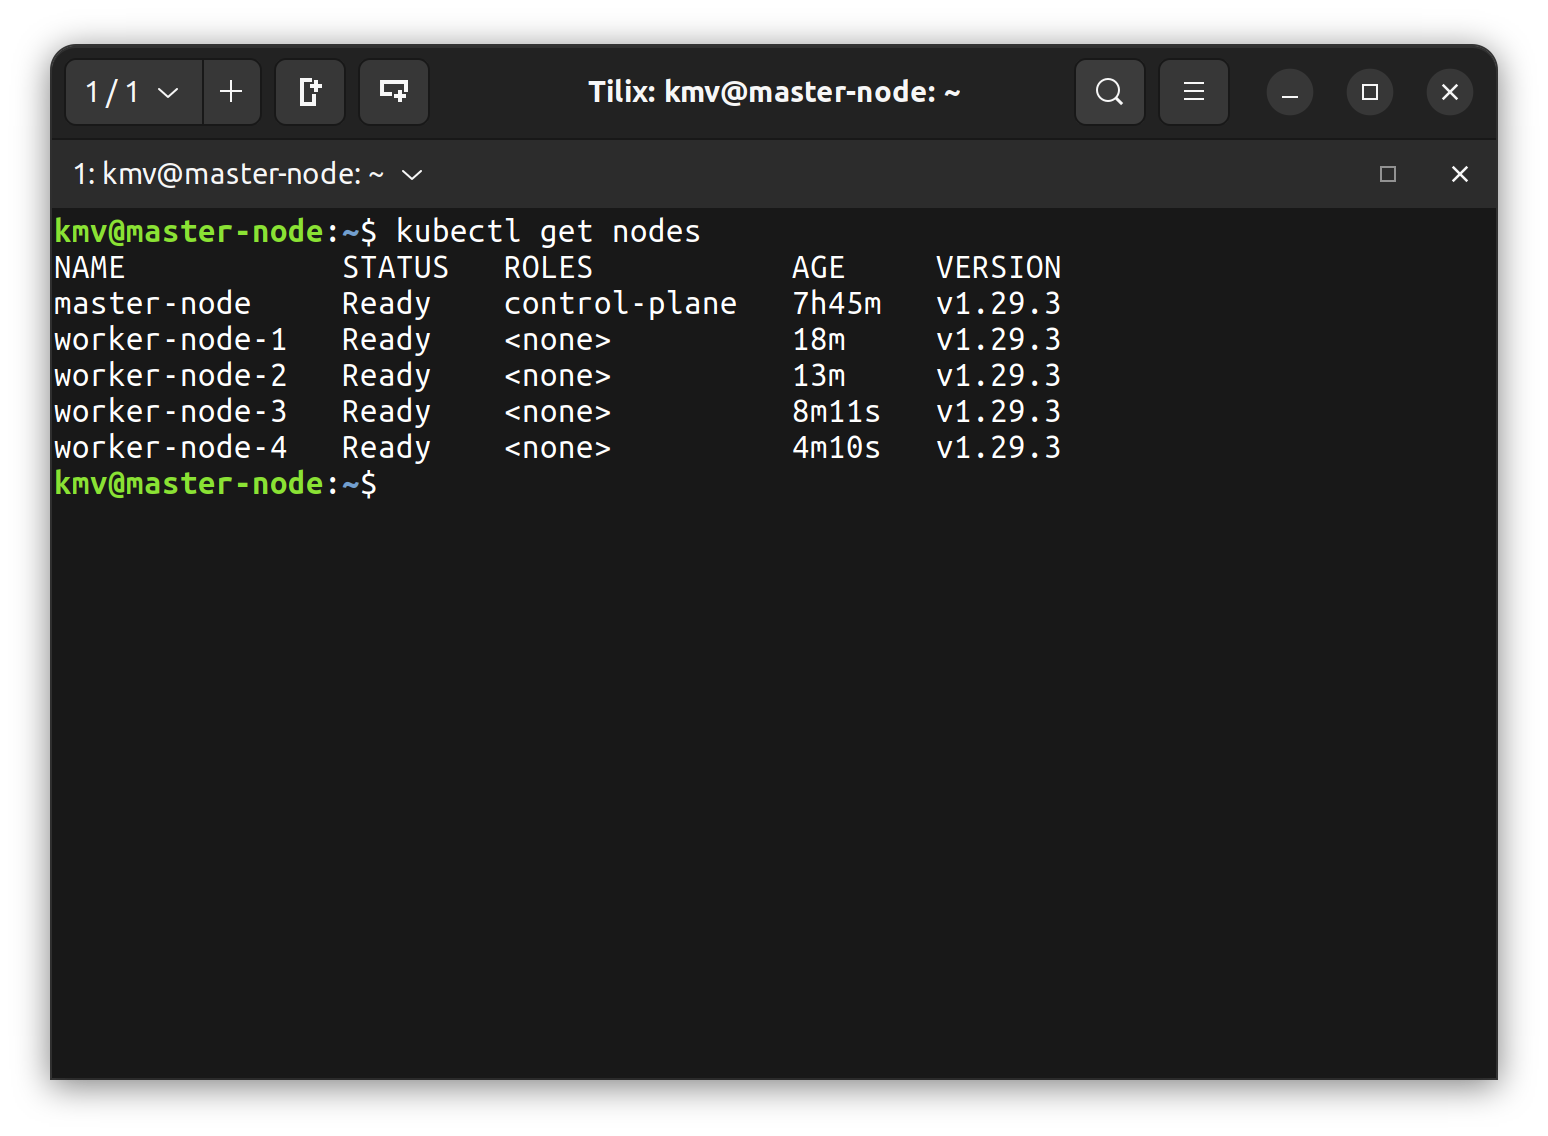 1 / 1
Tilix: kmv@master-node: ~
1: kmv@master-node: ~
kmv@master-node:~$ kubectl get nodes
NAME            STATUS   ROLES           AGE     VERSION
master-node     Ready    control-plane   7h45m   v1.29.3
worker-node-1   Ready    <none>          18m     v1.29.3
worker-node-2   Ready    <none>          13m     v1.29.3
worker-node-3   Ready    <none>          8m11s   v1.29.3
worker-node-4   Ready    <none>          4m10s   v1.29.3
kmv@master-node:~$